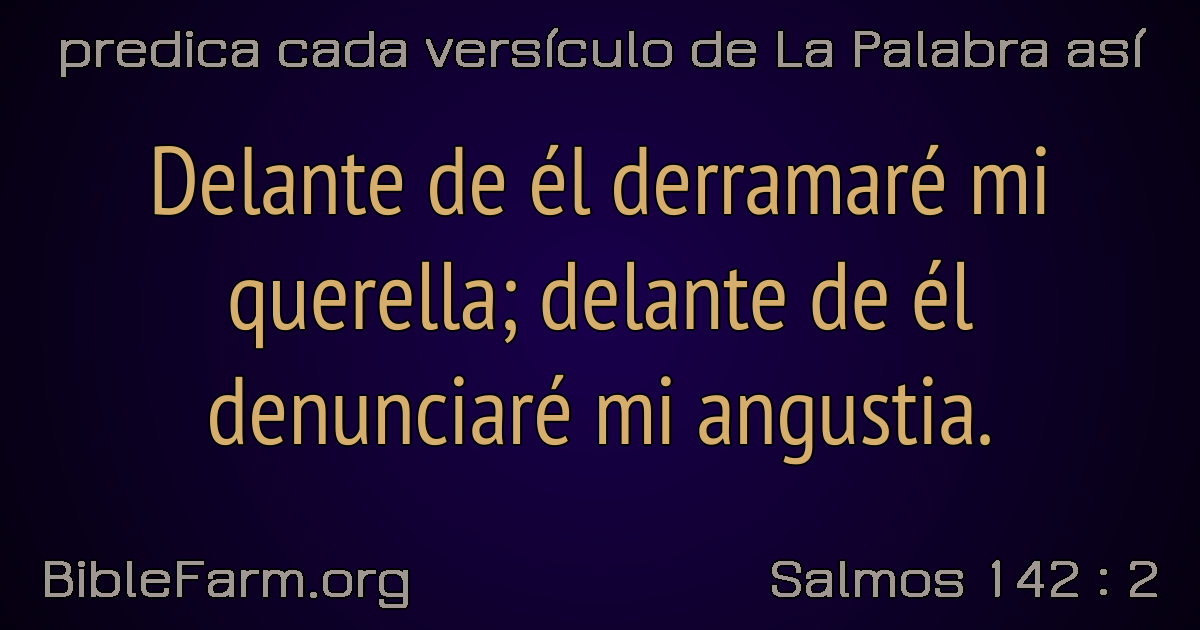 predica cada versículo de La Palabra así
Delante de él derramaré mi
querella; delante de él
denunciaré mi angustia.
BibleFarm.org
Salmos 142 : 2